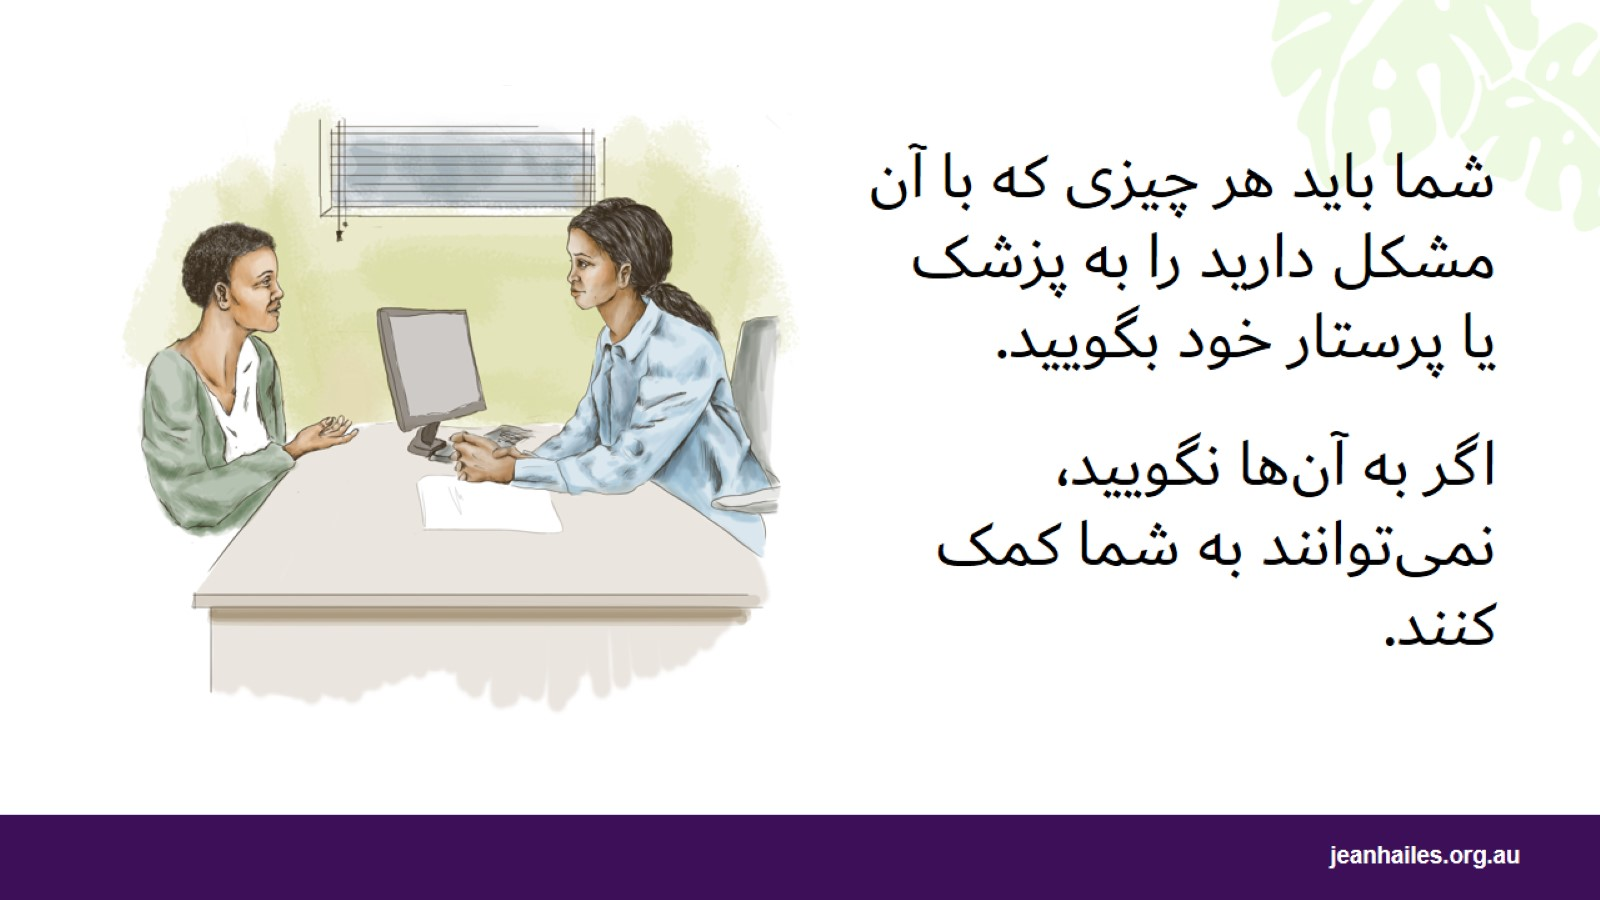 شما باید هر چیزی که با آن
مشکل دارید را به پزشک
یا پرستار خود بگویید.
اگر به آن‌ها نگویید،
نمی‌توانند به شما کمک
کنند.
jeanhailes.org.au